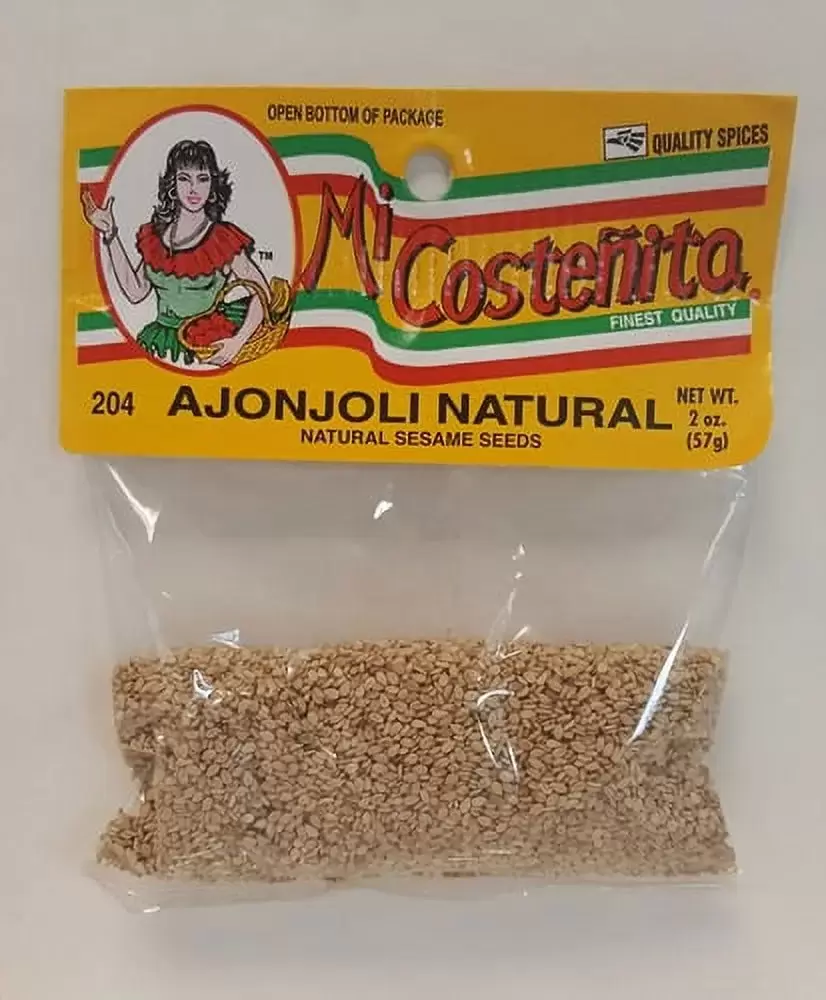 OPEN BOTTOM OF PACKAGE
QUALITY SPICES
TM
Mi Costeñita
FINEST QUALITY
204 AJONJOLI NATURAL
NATURAL SESAME SEEDS
NET WT.
2 oz.
(57g)